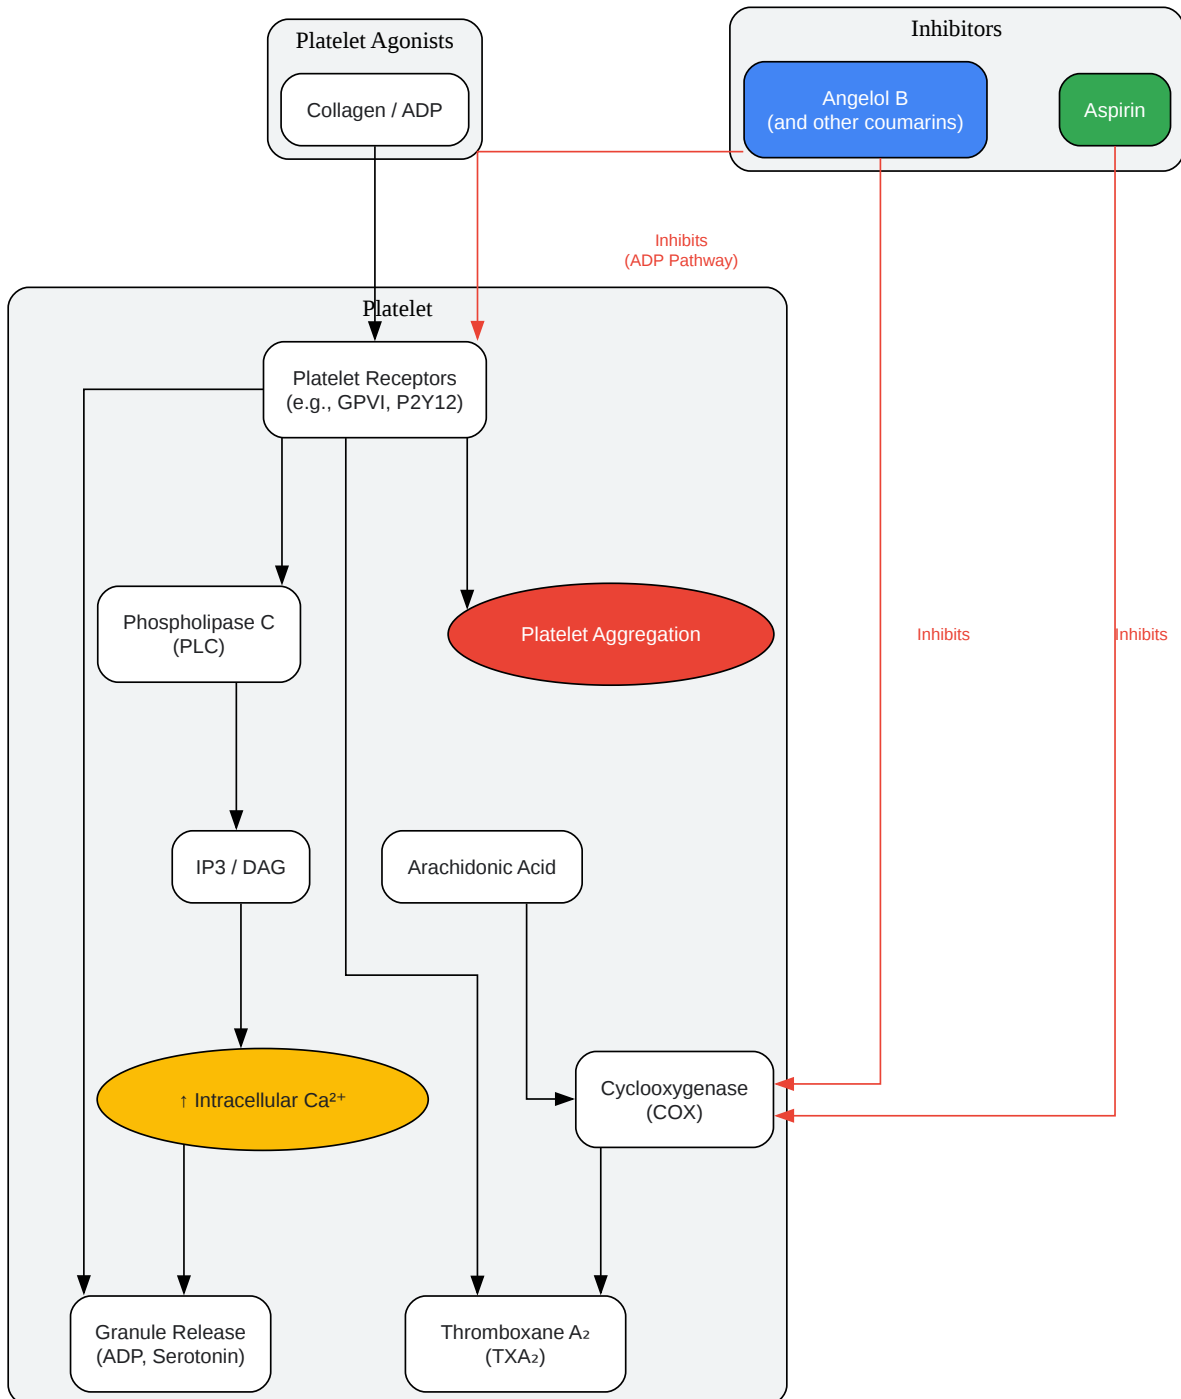 Platelet Agonists
Collagen / ADP
Inhibitors
Angelol B
(and other coumarins)
Aspirin
Inhibits
(ADP Pathway)
Platelet
Platelet Receptors
(e.g., GPVI, P2Y12)
Phospholipase C
(PLC)
Platelet Aggregation
Inhibits
Inhibits
IP3 / DAG
Arachidonic Acid
↑ Intracellular Ca²⁺
Cyclooxygenase
(COX)
Granule Release
(ADP, Serotonin)
Thromboxane A₂
(TXA₂)